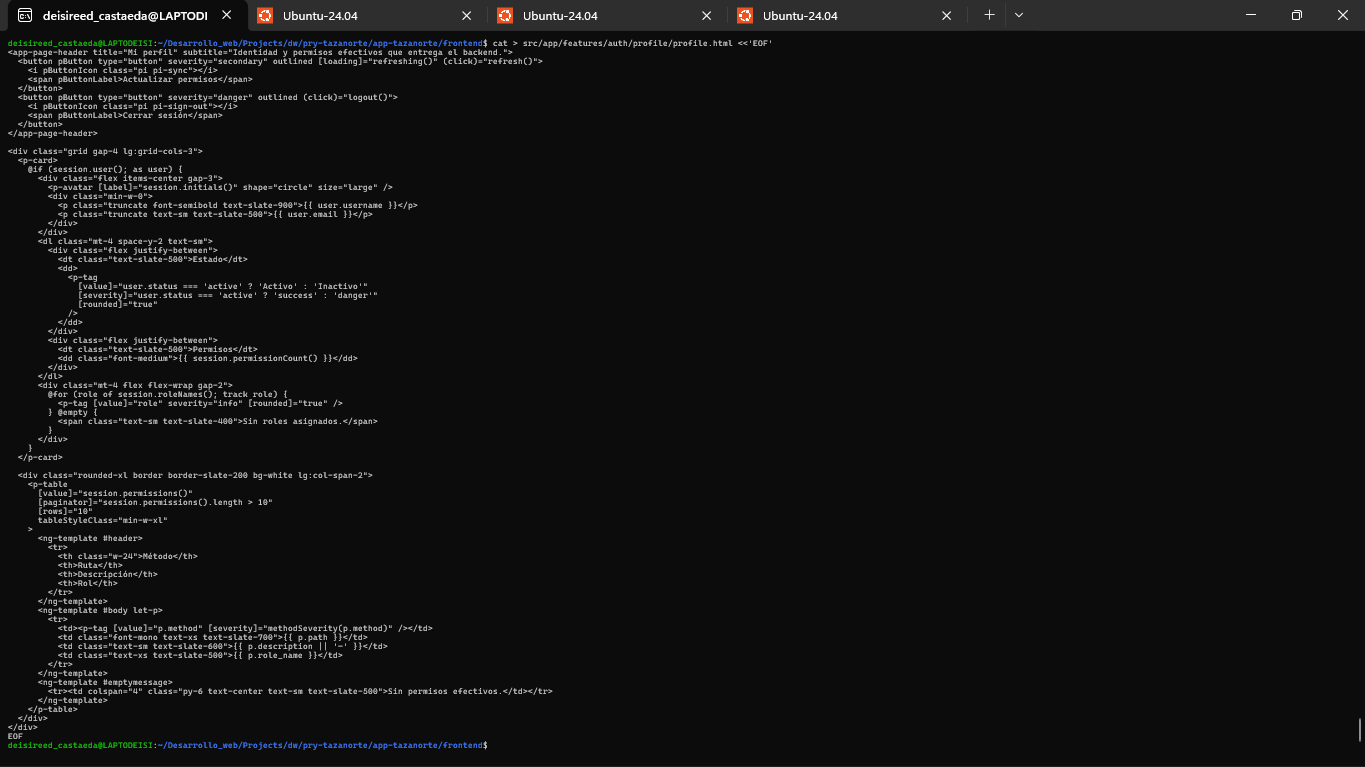 deisireed_castaeda@LAPTODI
Ubuntu-24.04
Ubuntu-24.04
Ubuntu-24.04
deisireed_castaeda@LAPTODEISI:~/Desarrollo_web/Projects/dw/pry-tazanorte/app-tazanorte/frontend$ cat > src/app/features/auth/profile/profile.html <<'EOF'
<app-page-header title="Mi perfil" subtitle="Identidad y permisos efectivos que entrega el backend.">
  <button pButton type="button" severity="secondary" outlined [loading]="refreshing()" (click)="refresh()">
    <i pButtonIcon class="pi pi-sync"></i>
    <span pButtonLabel>Actualizar permisos</span>
  </button>
  <button pButton type="button" severity="danger" outlined (click)="logout()">
    <i pButtonIcon class="pi pi-sign-out"></i>
    <span pButtonLabel>Cerrar sesión</span>
  </button>
</app-page-header>

<div class="grid gap-4 lg:grid-cols-3">
  <p-card>
    @if (session.user(); as user) {
      <div class="flex items-center gap-3">
        <p-avatar [label]="session.initials()" shape="circle" size="large" />
        <div class="min-w-0">
          <p class="truncate font-semibold text-slate-900">{{ user.username }}</p>
          <p class="truncate text-sm text-slate-500">{{ user.email }}</p>
        </div>
      </div>
      <dl class="mt-4 space-y-2 text-sm">
        <div class="flex justify-between">
          <dt class="text-slate-500">Estado</dt>
          <dd>
            <p-tag
              [value]="user.status === 'active' ? 'Activo' : 'Inactivo'"
              [severity]="user.status === 'active' ? 'success' : 'danger'"
              [rounded]="true"
            />
          </dd>
        </div>
        <div class="flex justify-between">
          <dt class="text-slate-500">Permisos</dt>
          <dd class="font-medium">{{ session.permissionCount() }}</dd>
        </div>
      </dl>
      <div class="mt-4 flex flex-wrap gap-2">
        @for (role of session.roleNames(); track role) {
          <p-tag [value]="role" severity="info" [rounded]="true" />
        } @empty {
          <span class="text-sm text-slate-400">Sin roles asignados.</span>
        }
      </div>
    }
  </p-card>

  <div class="rounded-xl border border-slate-200 bg-white lg:col-span-2">
    <p-table
      [value]="session.permissions()"
      [paginator]="session.permissions().length > 10"
      [rows]="10"
      tableStyleClass="min-w-xl"
    >
      <ng-template #header>
        <tr>
          <th class="w-24">Método</th>
          <th>Ruta</th>
          <th>Descripción</th>
          <th>Rol</th>
        </tr>
      </ng-template>
      <ng-template #body let-p>
        <tr>
          <td><p-tag [value]="p.method" [severity]="methodSeverity(p.method)" /></td>
          <td class="font-mono text-xs text-slate-700">{{ p.path }}</td>
          <td class="text-sm text-slate-600">{{ p.description || '-' }}</td>
          <td class="text-xs text-slate-500">{{ p.role_name }}</td>
        </tr>
      </ng-template>
      <ng-template #emptymessage>
        <tr><td colspan="4" class="py-6 text-center text-sm text-slate-500">Sin permisos efectivos.</td></tr>
      </ng-template>
    </p-table>
  </div>
</div>
EOF
deisireed_castaeda@LAPTODEISI:~/Desarrollo_web/Projects/dw/pry-tazanorte/app-tazanorte/frontend$